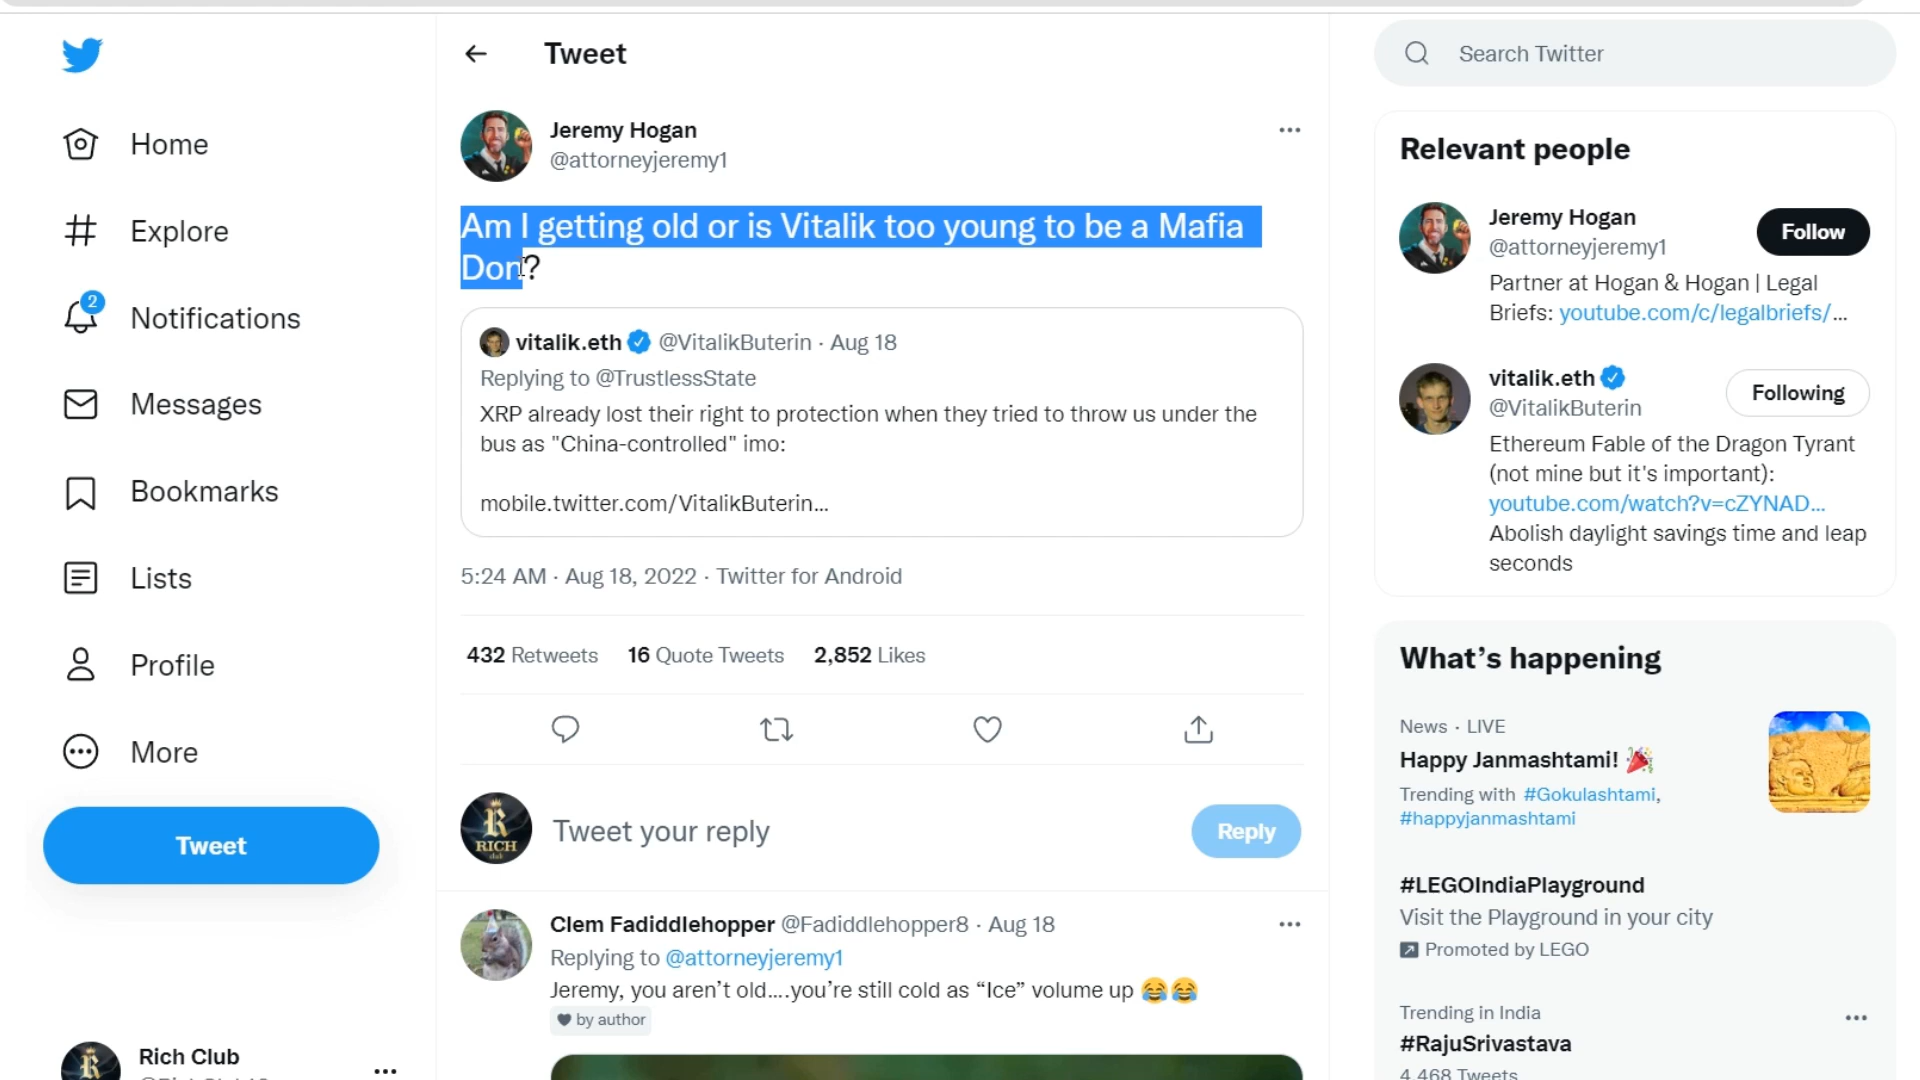 Home
Explore
2
Notifications
Messages
Bookmarks
Lists
Profile
More
Tweet
Rich Club
Tweet
Jeremy Hogan
@attorneyjeremy1
Am I getting old or is Vitalik too young to be a Mafia
Don?
vitalik.eth @VitalikButerin · Aug 18
Replying to @TrustlessState
XRP already lost their right to protection when they tried to throw us under the
bus as "China-controlled" imo:
mobile.twitter.com/VitalikButerin...
5:24 AM · Aug 18, 2022 · Twitter for Android
432 Retweets 16 Quote Tweets 2,852 Likes
RICH
club
Tweet your reply
Reply
Clem Fadiddlehopper @Fadiddlehopper8 · Aug 18
Replying to @attorneyjeremy1
Jeremy, you aren’t old....you’re still cold as “Ice” volume up 😂😂
by author
Search Twitter
Relevant people
Jeremy Hogan
@attorneyjeremy1
Follow
Partner at Hogan & Hogan | Legal
Briefs: youtube.com/c/legalbriefs/...
vitalik.eth
@VitalikButerin
Following
Ethereum Fable of the Dragon Tyrant
(not mine but it's important):
youtube.com/watch?v=cZYNAD...
Abolish daylight savings time and leap
seconds
What’s happening
News · LIVE
Happy Janmashtami! 🎉
Trending with #Gokulashtami,
#happyjanmashtami
#LEGOIndiaPlayground
Visit the Playground in your city
Promoted by LEGO
Trending in India
#RajuSrivastava
4,468 Tweets